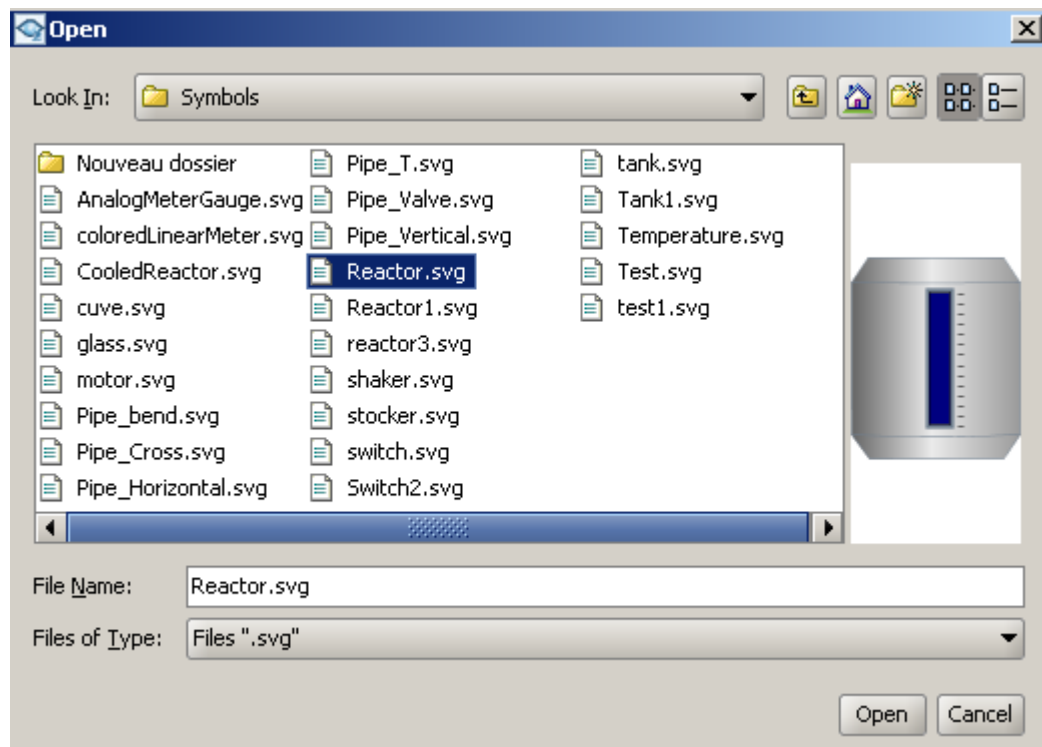 Open
Look In: Symbols
Nouveau dossier
AnalogMeterGauge.svg
coloredLinearMeter.svg
CooledReactor.svg
cuve.svg
glass.svg
motor.svg
Pipe_bend.svg
Pipe_Cross.svg
Pipe_Horizontal.svg
Pipe_T.svg
Pipe_Valve.svg
Pipe_Vertical.svg
Reactor.svg
Reactor1.svg
reactor3.svg
shaker.svg
stocker.svg
switch.svg
Switch2.svg
tank.svg
Tank1.svg
Temperature.svg
Test.svg
test1.svg
File Name: Reactor.svg
Files of Type: Files ".svg"
Open Cancel